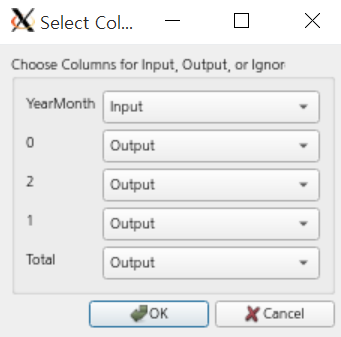 Select Col...
Choose Columns for Input, Output, or Ignor
YearMonth Input
0 Output
2 Output
1 Output
Total Output
OK Cancel